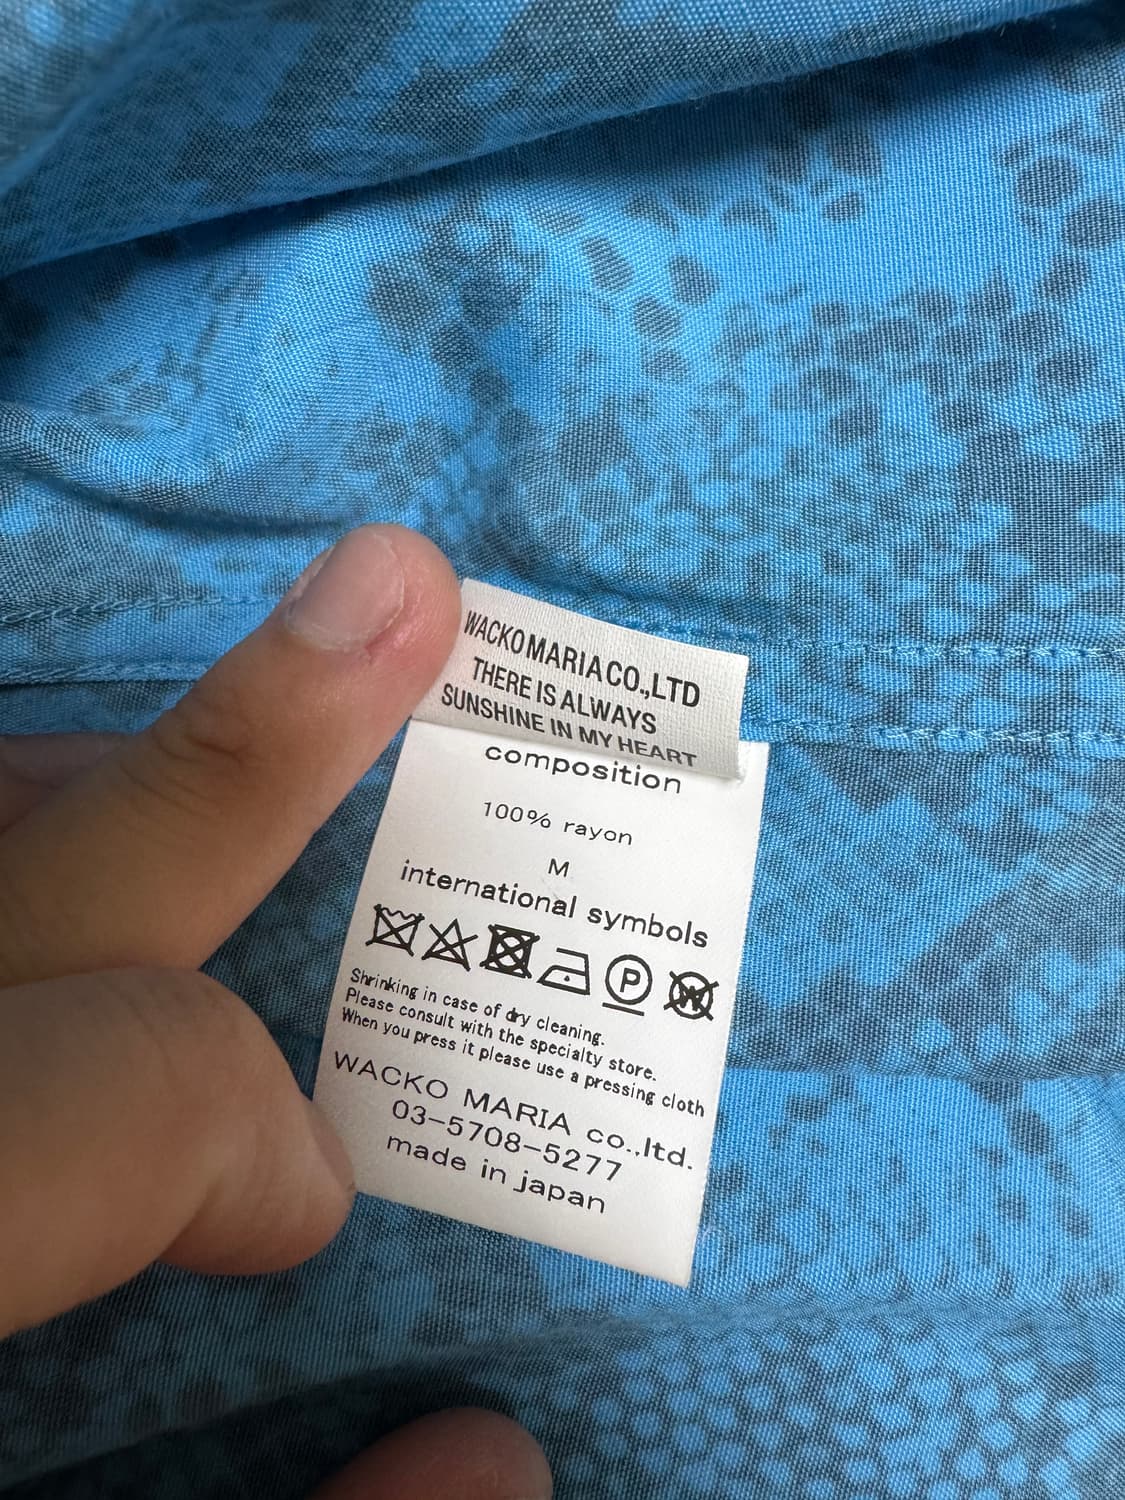 WACKO MARIA CO.,LTD
THERE IS ALWAYS
SUNSHINE IN MY HEART
composition
100% rayon
M
international symbols
P W
Shrinking in case of dry cleaning.
Please consult with the specialty store.
When you press it please use a pressing cloth
WACKO MARIA co.,ltd.
03-5708-5277
made in japan